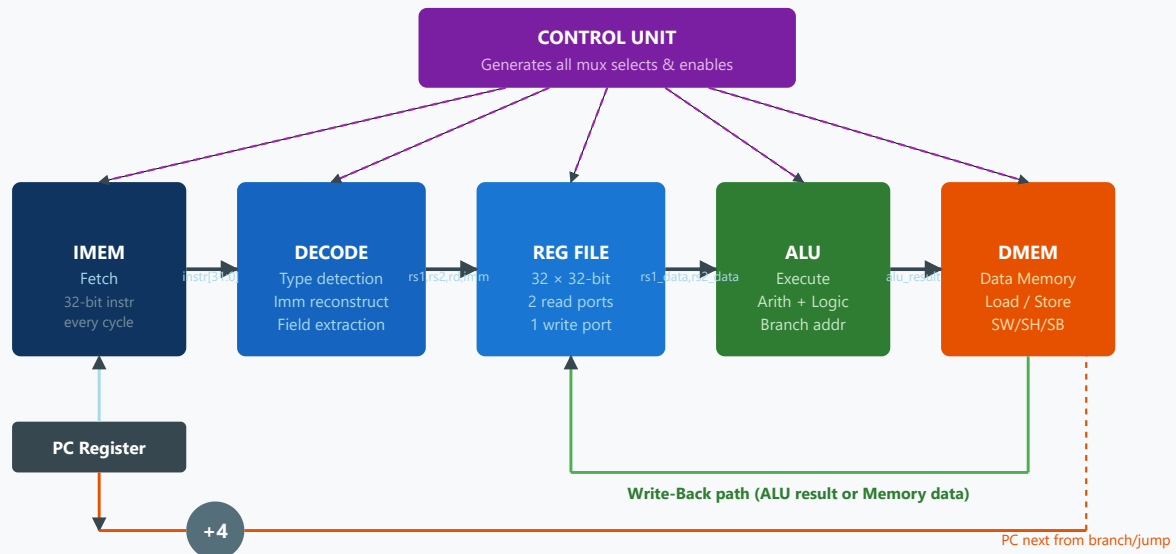 CONTROL UNIT
Generates all mux selects & enables
IMEM
Fetch
32-bit instr
every cycle
instr[31:0]
DECODE
Type detection
Imm reconstruct
Field extraction
rs1,rs2,rd,imm
REG FILE
32 × 32-bit
2 read ports
1 write port
rs1_data,rs2_data
ALU
Execute
Arith + Logic
Branch addr
alu_result
DMEM
Data Memory
Load / Store
SW/SH/SB
PC Register
Write-Back path (ALU result or Memory data)
+4
PC next from branch/jump